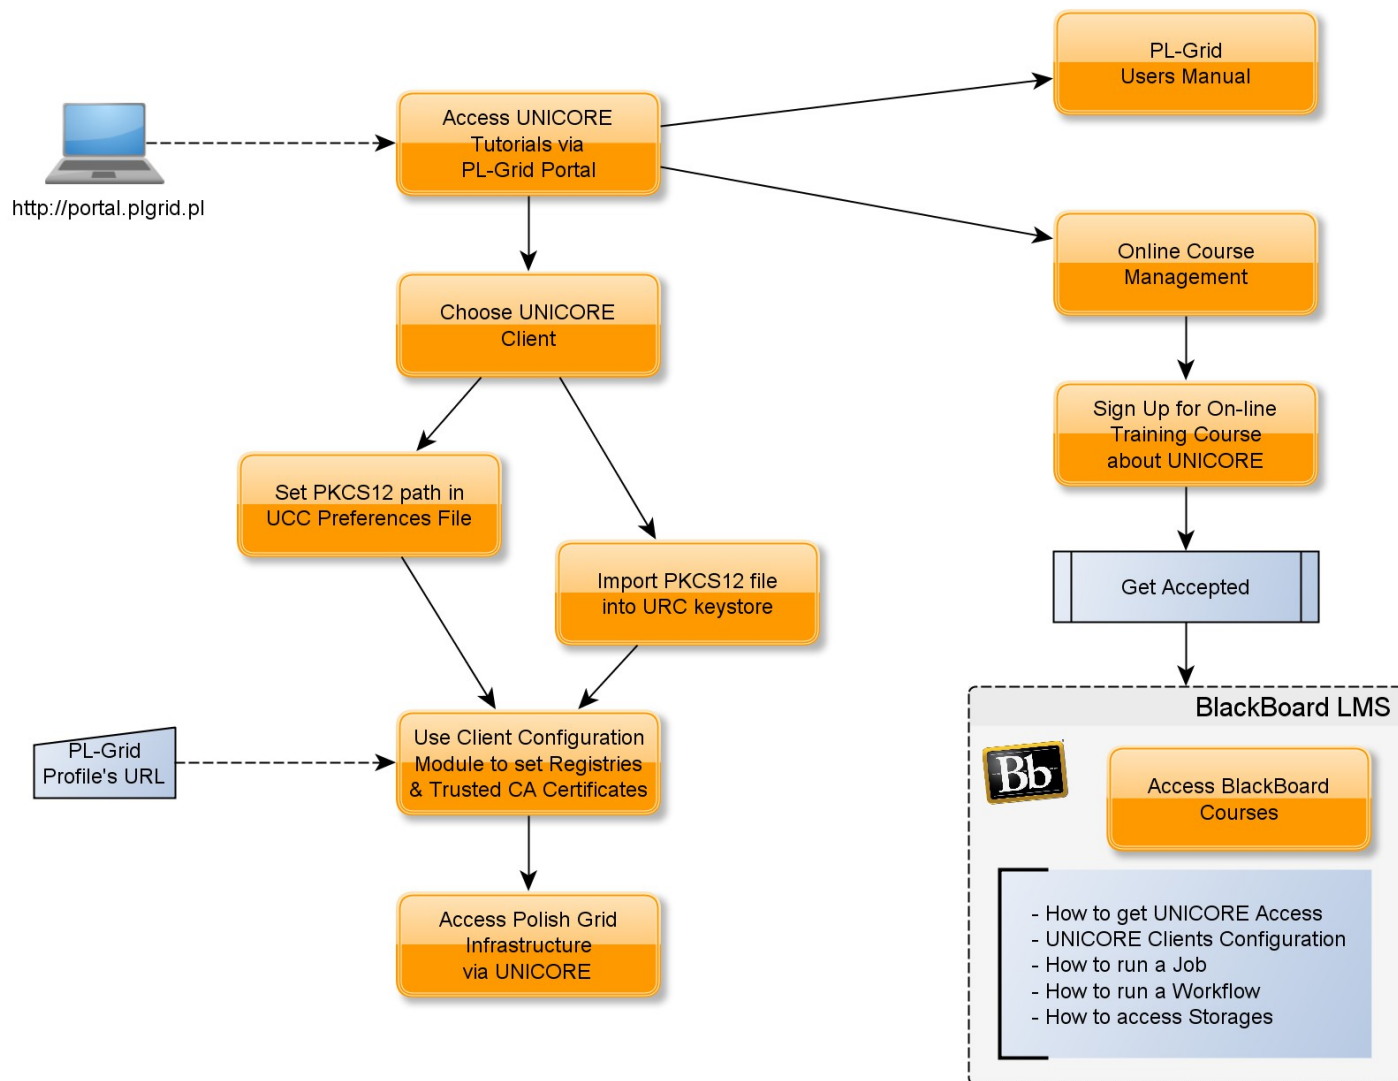 PL-Grid
Users Manual
Access UNICORE
Tutorials via
PL-Grid Portal
http://portal.plgrid.pl
Online Course
Management
Choose UNICORE
Client
Sign Up for On-line
Training Course
about UNICORE
Set PKCS12 path in
UCC Preferences File
Import PKCS12 file
into URC keystore
Get Accepted
BlackBoard LMS
PL-Grid
Profile's URL
Use Client Configuration
Module to set Registries
& Trusted CA Certificates
Bb
Access BlackBoard
Courses
Access Polish Grid
Infrastructure
via UNICORE
- How to get UNICORE Access
- UNICORE Clients Configuration
- How to run a Job
- How to run a Workflow
- How to access Storages